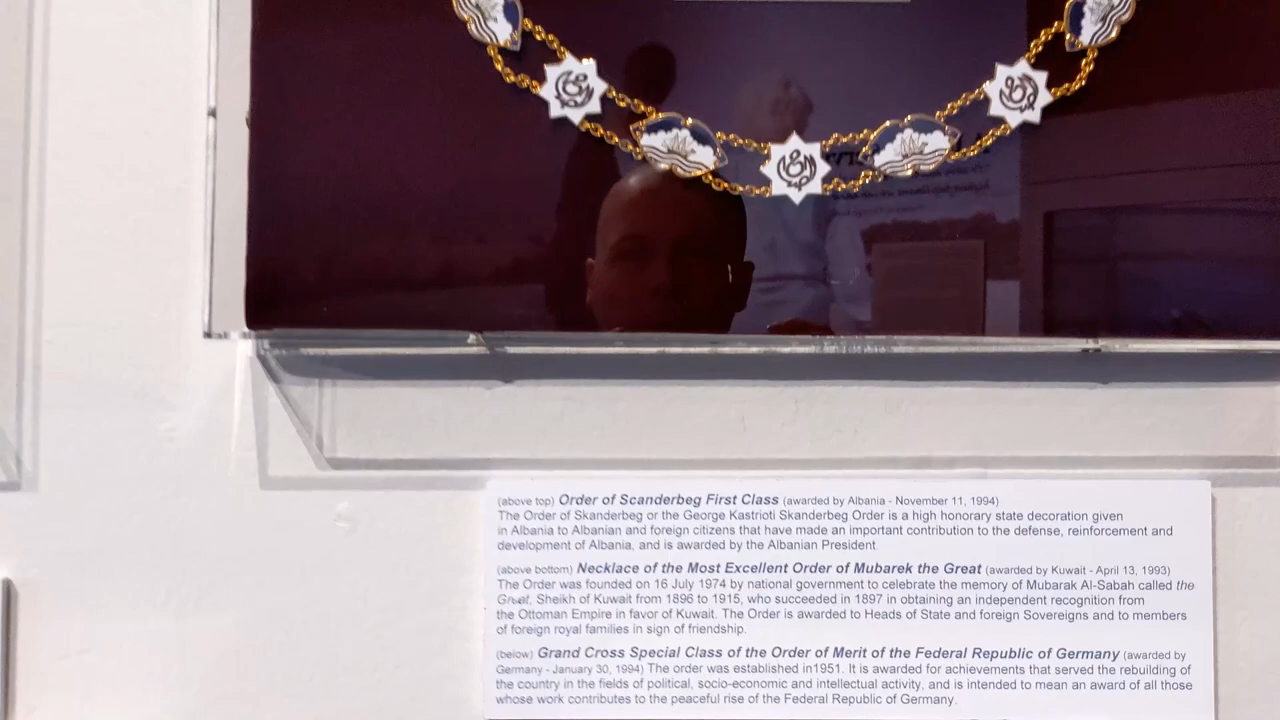 (above top) Order of Scanderbeg First Class (awarded by Albania - November 11, 1994)
The Order of Skanderbeg or the George Kastrioti Skanderbeg Order is a high honorary state decoration given
in Albania to Albanian and foreign citizens that have made an important contribution to the defense, reinforcement and
development of Albania, and is awarded by the Albanian President.
(above bottom) Necklace of the Most Excellent Order of Mubarek the Great (awarded by Kuwait - April 13, 1993)
The Order was founded on 16 July 1974 by national government to celebrate the memory of Mubarak Al-Sabah called the
Great, Sheikh of Kuwait from 1896 to 1915, who succeeded in 1897 in obtaining an independent recognition from
the Ottoman Empire in favor of Kuwait. The Order is awarded to Heads of State and foreign Sovereigns and to members
of foreign royal families in sign of friendship.
(below) Grand Cross Special Class of the Order of Merit of the Federal Republic of Germany (awarded by
Germany - January 30, 1994) The order was established in1951. It is awarded for achievements that served the rebuilding of
the country in the fields of political, socio-economic and intellectual activity, and is intended to mean an award of all those
whose work contributes to the peaceful rise of the Federal Republic of Germany.